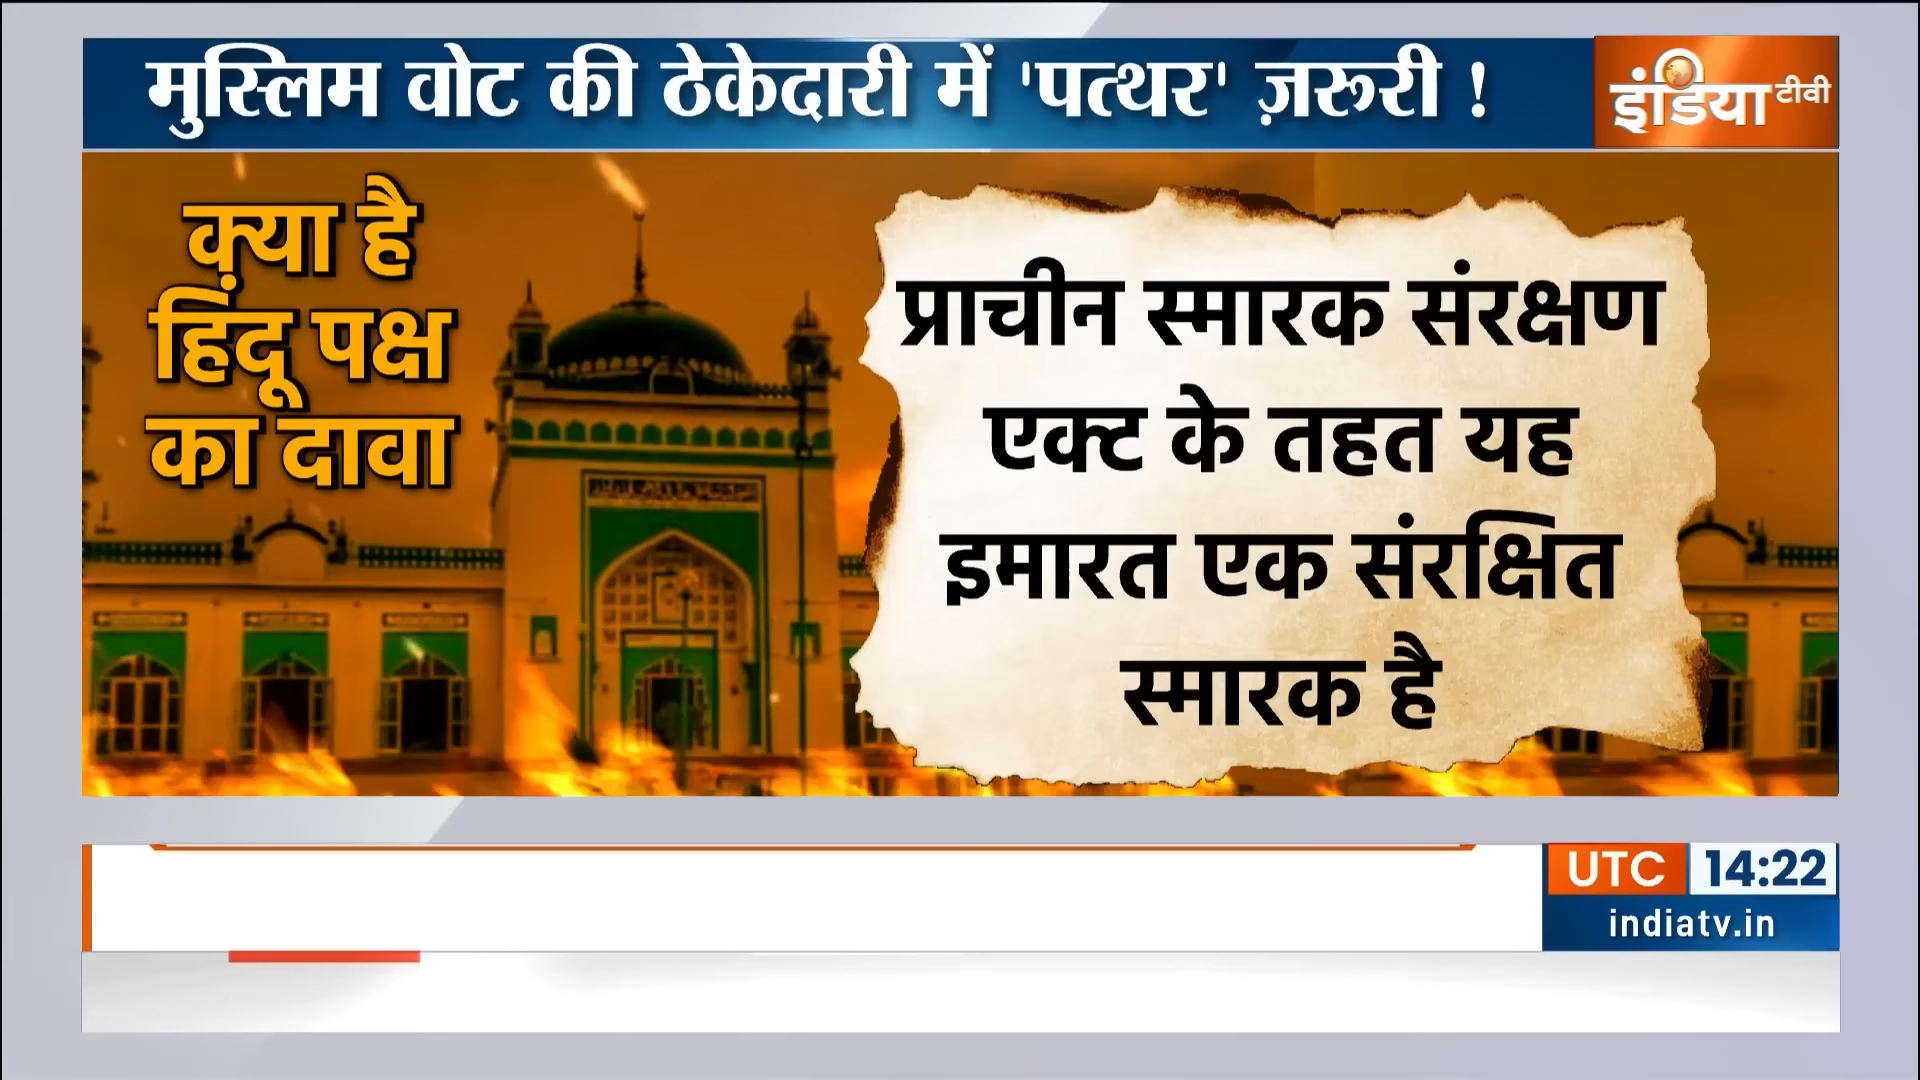 मुस्लिम वोट की ठेकेदारी में 'पत्थर' ज़रूरी !
इंडिया टीवी
क्या है
हिंदू पक्ष
का दावा
प्राचीन स्मारक संरक्षण
एक्ट के तहत यह
इमारत एक संरक्षित
स्मारक है
UTC 14:22
indiatv.in